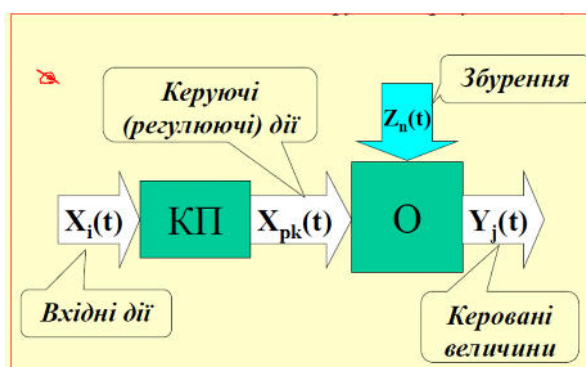 Керуючі
(регулюючі) дії
Збурення
Zn(t)
Xi(t)
КП
Xpk(t)
О
Yj(t)
Вхідні дії
Керовані
величини